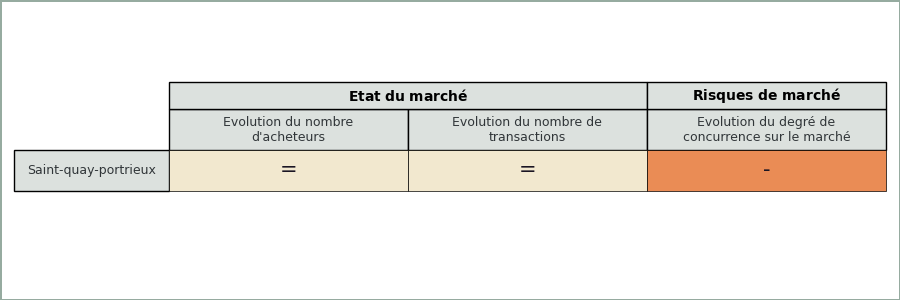 Etat du marché
Risques de marché
Evolution du nombre
d'acheteurs
Evolution du nombre de
transactions
Evolution du degré de
concurrence sur le marché
Saint-quay-portrieux
=
=
-